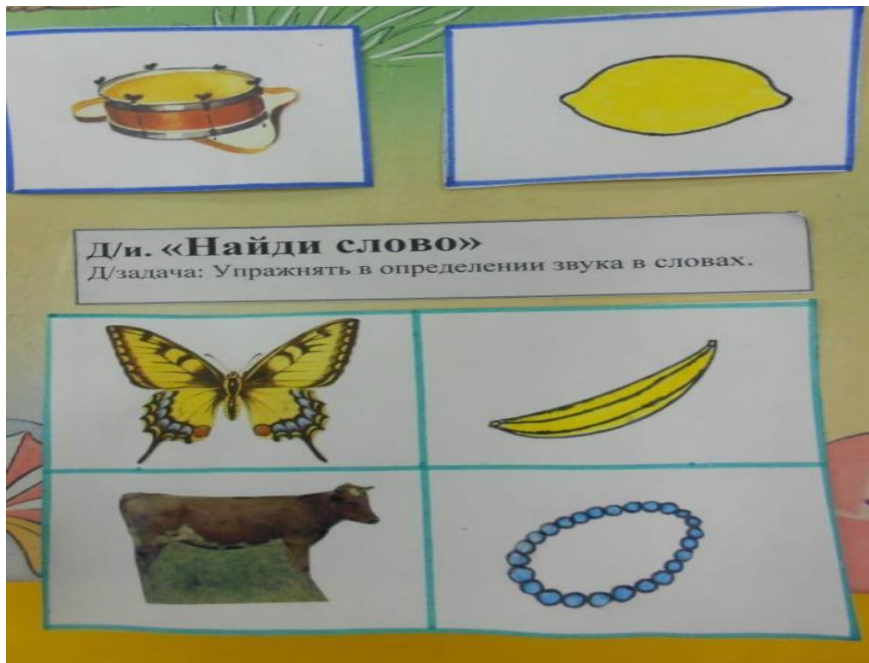 Д/и. «Найди слово»
Д/задача: Упражнять в определении звука в словах.